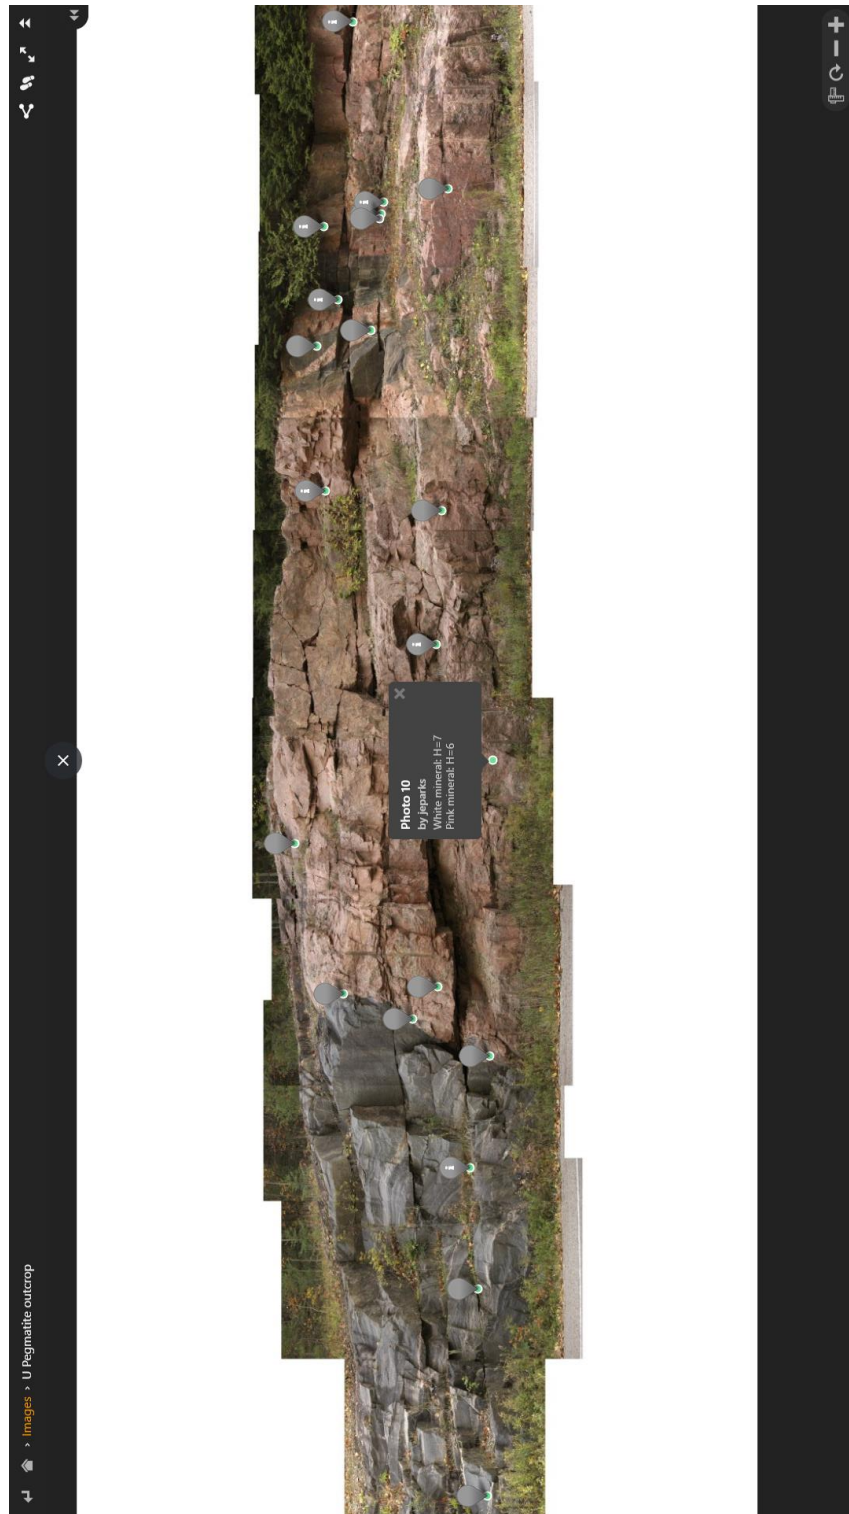 Images › U Pegmatite outcrop
Photo 10
by jeparks
White mineral: H=7
Pink mineral: H=6